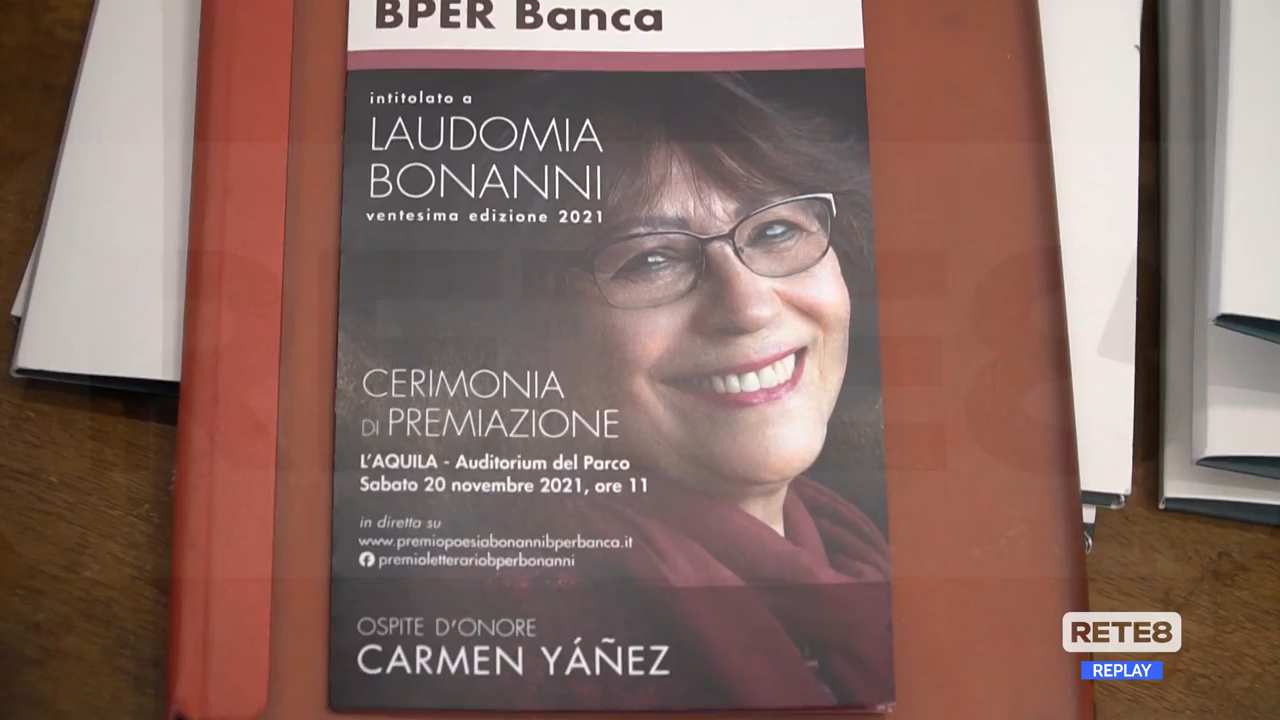 BPER Banca
intitolato a
LAUDOMIA
BONANNI
ventesima edizione 2021
CERIMONIA
DI PREMIAZIONE
L'AQUILA - Auditorium del Parco
Sabato 20 novembre 2021, ore 11
in diretta su
www.premiopoesiabonannibperbanca.it
premioletterariobperbonanni
OSPITE D'ONORE
CARMEN YÁÑEZ
RETE8
RETE8
REPLAY